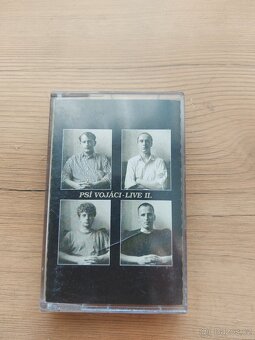 PSÍ VOJÁCI - LIVE II.